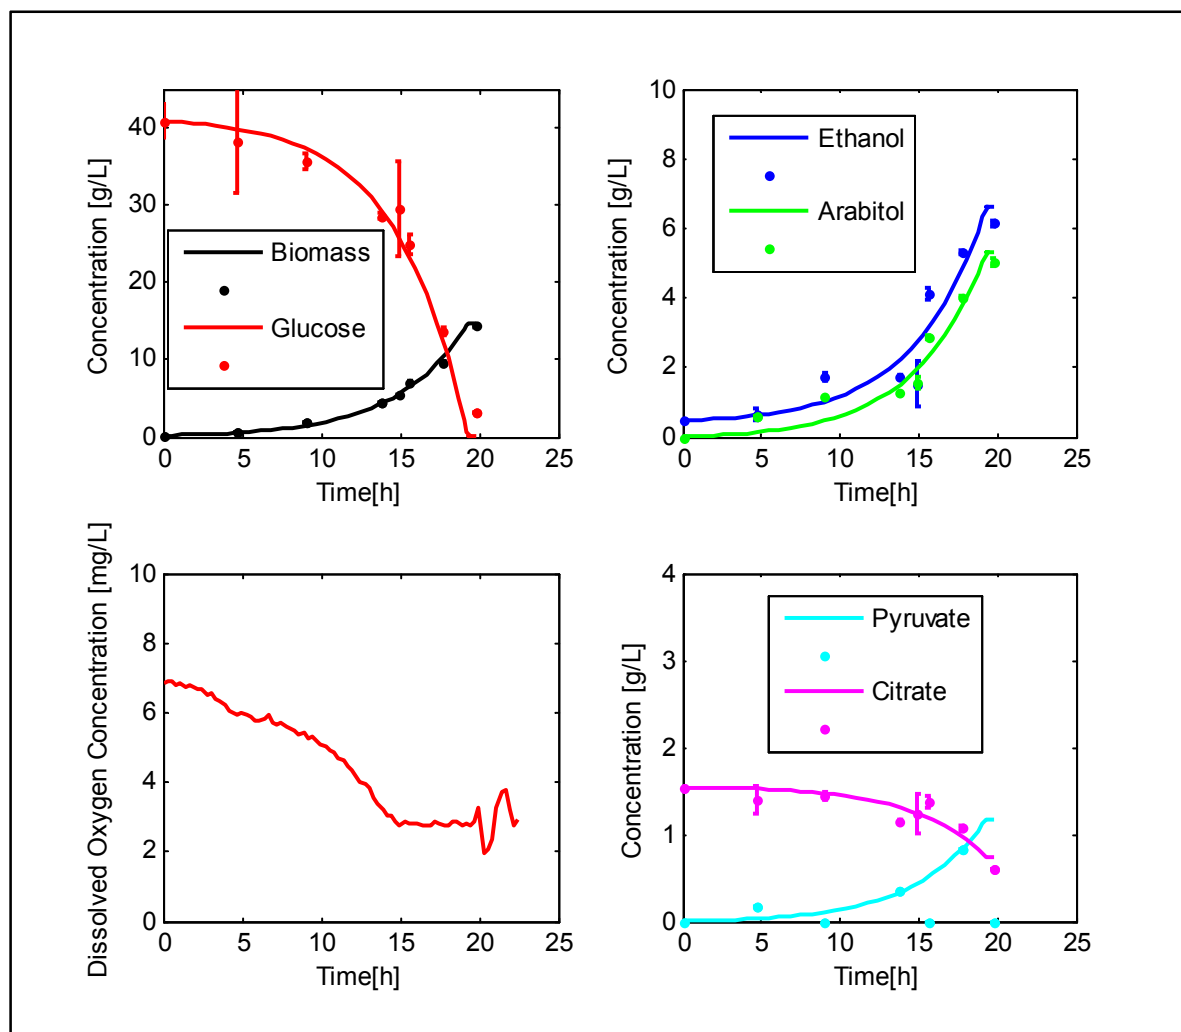 Concentration [g/L]
40
30
20
10
0
Biomass
Glucose
0 5 10 15 20 25
Time[h]
Concentration [g/L]
10
8
6
4
2
0
Ethanol
Arabitol
0 5 10 15 20 25
Time[h]
Dissolved Oxygen Concentration [mg/L]
10
8
6
4
2
0
0 5 10 15 20 25
Time[h]
Concentration [g/L]
4
3
2
1
0
Pyruvate
Citrate
0 5 10 15 20 25
Time[h]